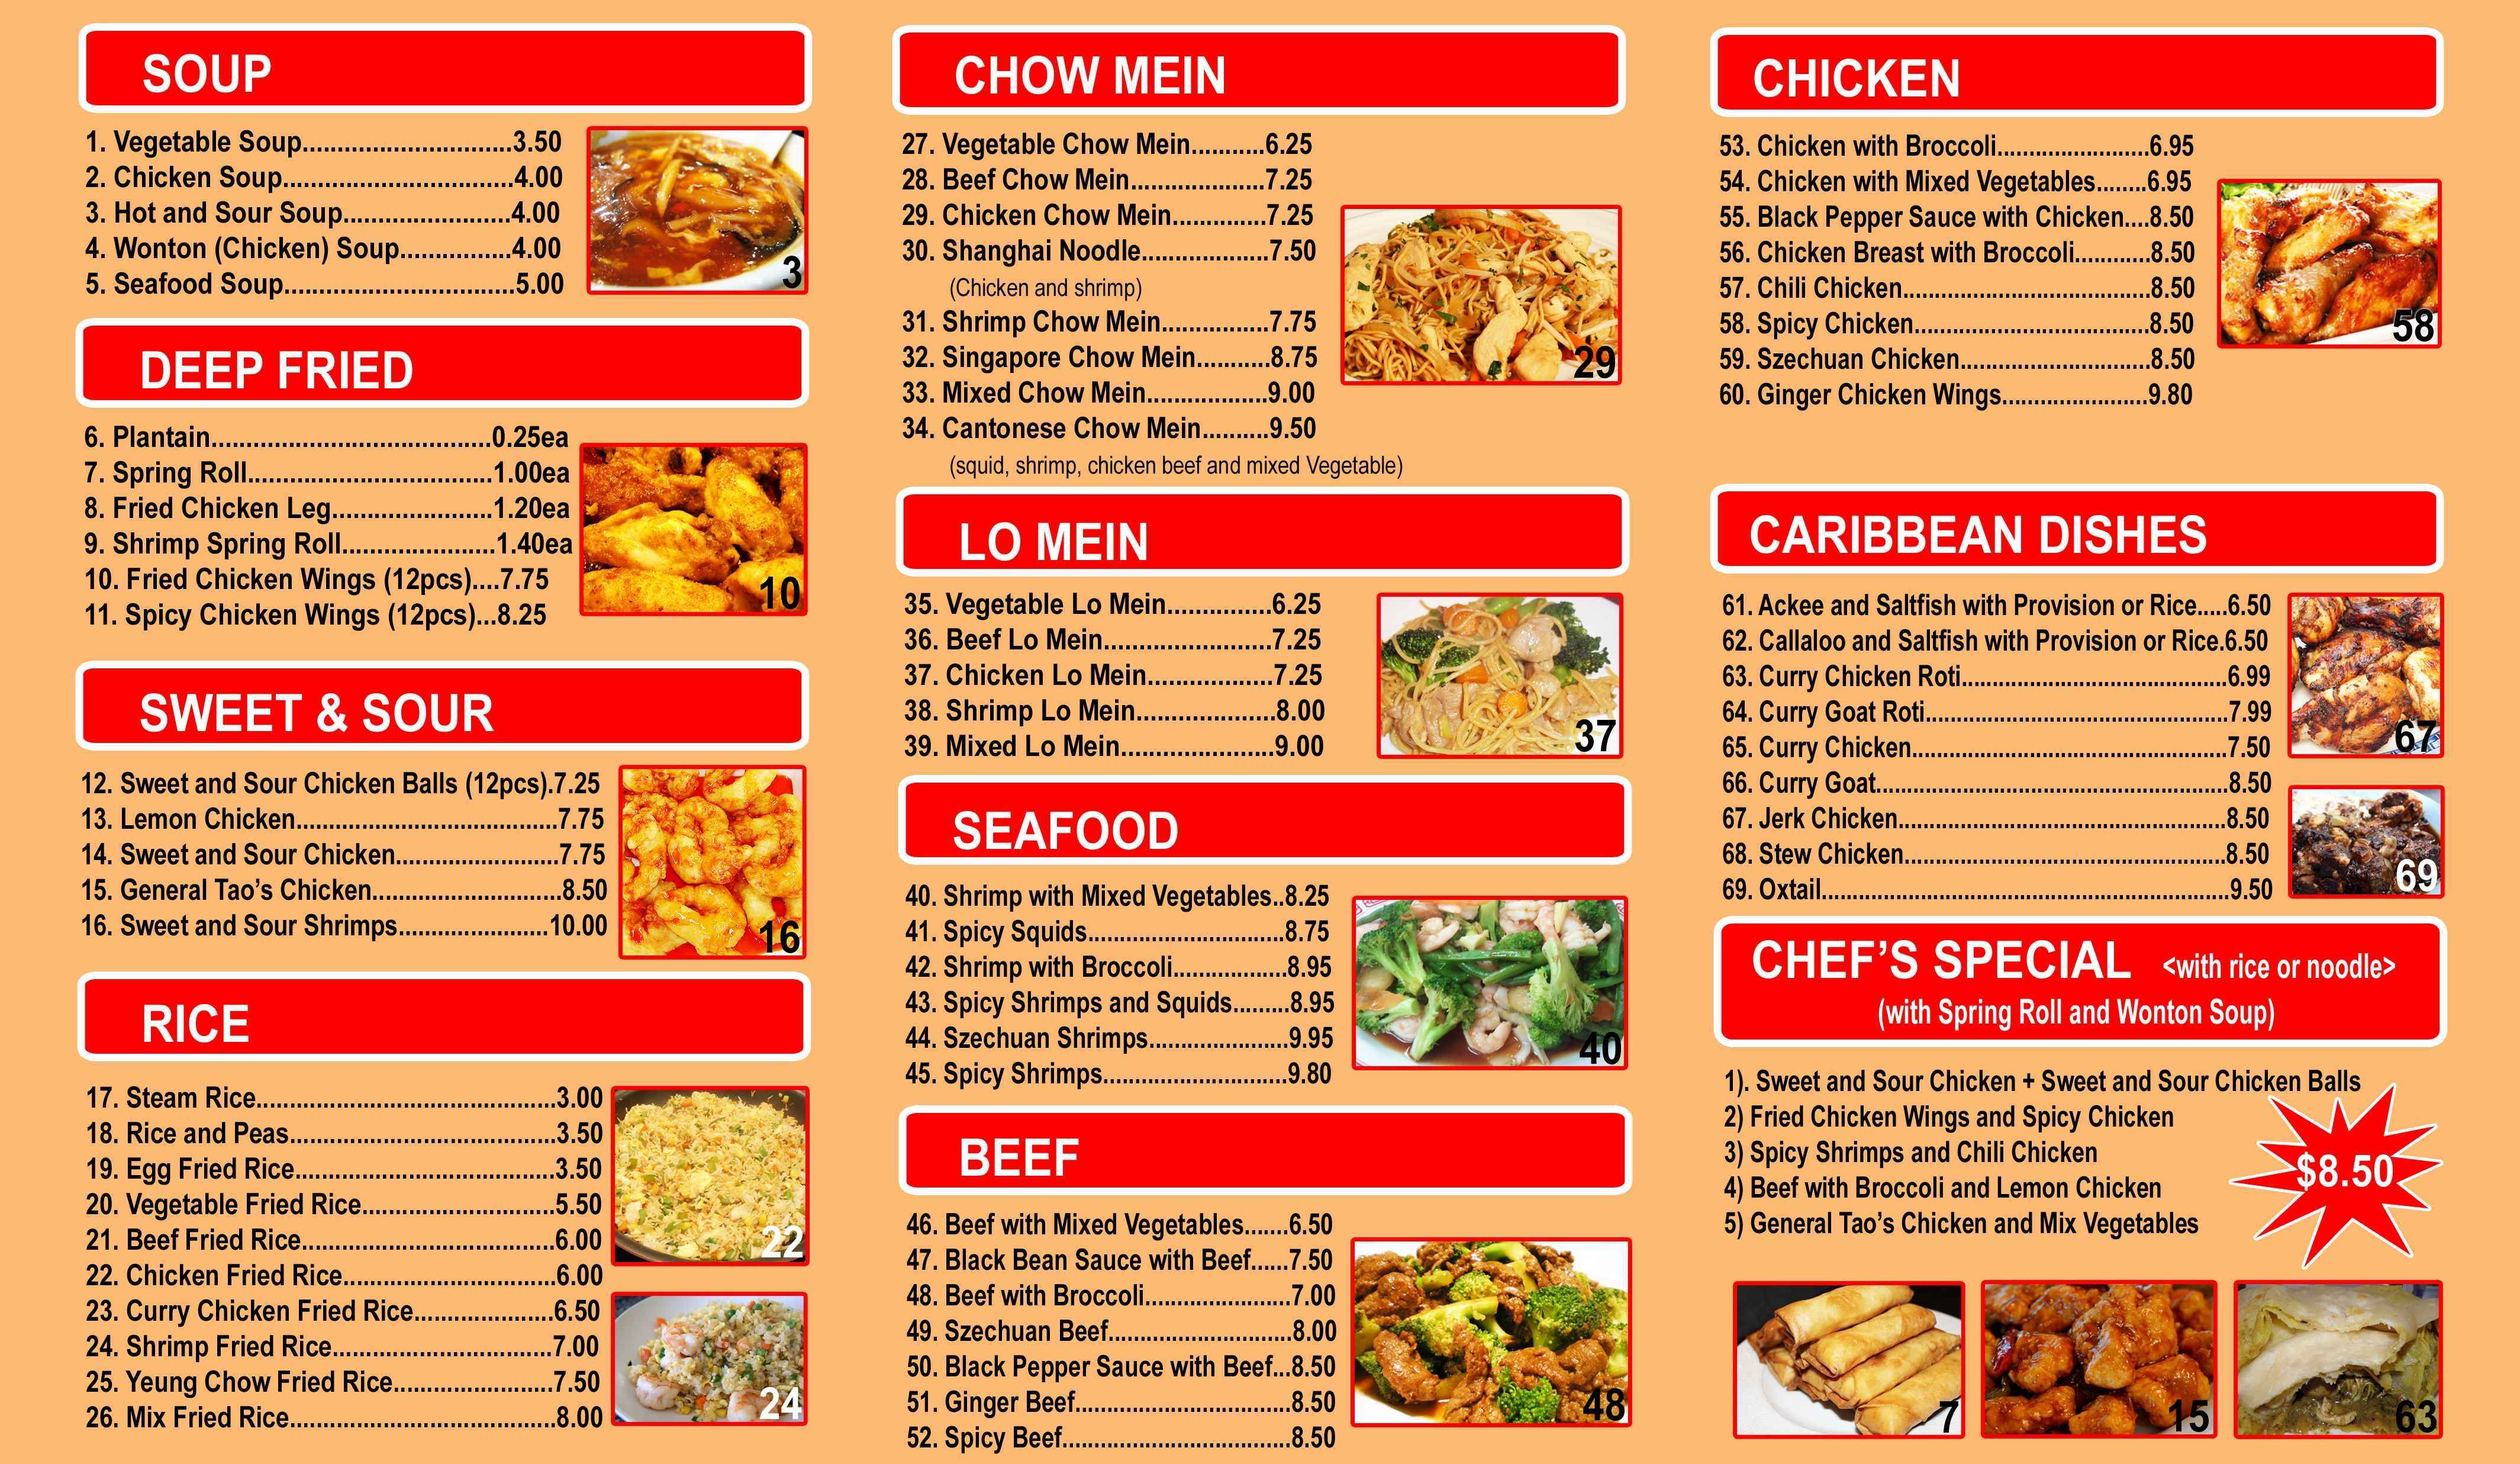 SOUP
1. Vegetable Soup..............................3.50
2. Chicken Soup.................................4.00
3. Hot and Sour Soup........................4.00
4. Wonton (Chicken) Soup................4.00
5. Seafood Soup.................................5.00
3
DEEP FRIED
6. Plantain........................................0.25ea
7. Spring Roll...................................1.00ea
8. Fried Chicken Leg.......................1.20ea
9. Shrimp Spring Roll......................1.40ea
10. Fried Chicken Wings (12pcs)....7.75
11. Spicy Chicken Wings (12pcs)...8.25
10
SWEET & SOUR
12. Sweet and Sour Chicken Balls (12pcs).7.25
13. Lemon Chicken.......................................7.75
14. Sweet and Sour Chicken........................7.75
15. General Tao’s Chicken............................8.50
16. Sweet and Sour Shrimps......................10.00
16
RICE
17. Steam Rice.............................................3.00
18. Rice and Peas........................................3.50
19. Egg Fried Rice.......................................3.50
20. Vegetable Fried Rice.............................5.50
21. Beef Fried Rice......................................6.00
22. Chicken Fried Rice................................6.00
23. Curry Chicken Fried Rice.....................6.50
24. Shrimp Fried Rice.................................7.00
25. Yeung Chow Fried Rice........................7.50
26. Mix Fried Rice........................................8.00
22
24
CHOW MEIN
27. Vegetable Chow Mein...........6.25
28. Beef Chow Mein....................7.25
29. Chicken Chow Mein..............7.25
30. Shanghai Noodle...................7.50
(Chicken and shrimp)
31. Shrimp Chow Mein................7.75
32. Singapore Chow Mein...........8.75
33. Mixed Chow Mein..................9.00
34. Cantonese Chow Mein..........9.50
(squid, shrimp, chicken beef and mixed Vegetable)
29
LO MEIN
35. Vegetable Lo Mein...............6.25
36. Beef Lo Mein.........................7.25
37. Chicken Lo Mein...................7.25
38. Shrimp Lo Mein.....................8.00
39. Mixed Lo Mein.......................9.00
37
SEAFOOD
40. Shrimp with Mixed Vegetables..8.25
41. Spicy Squids...............................8.75
42. Shrimp with Broccoli..................8.95
43. Spicy Shrimps and Squids.........8.95
44. Szechuan Shrimps......................9.95
45. Spicy Shrimps.............................9.80
40
BEEF
46. Beef with Mixed Vegetables.......6.50
47. Black Bean Sauce with Beef......7.50
48. Beef with Broccoli.......................7.00
49. Szechuan Beef.............................8.00
50. Black Pepper Sauce with Beef...8.50
51. Ginger Beef..................................8.50
52. Spicy Beef....................................8.50
48
CHICKEN
53. Chicken with Broccoli........................6.95
54. Chicken with Mixed Vegetables........6.95
55. Black Pepper Sauce with Chicken....8.50
56. Chicken Breast with Broccoli............8.50
57. Chili Chicken.......................................8.50
58. Spicy Chicken.....................................8.50
59. Szechuan Chicken..............................8.50
60. Ginger Chicken Wings.......................9.80
58
CARIBBEAN DISHES
61. Ackee and Saltfish with Provision or Rice.....6.50
62. Callaloo and Saltfish with Provision or Rice.6.50
63. Curry Chicken Roti..........................................6.99
64. Curry Goat Roti................................................7.99
65. Curry Chicken..................................................7.50
66. Curry Goat........................................................8.50
67. Jerk Chicken....................................................8.50
68. Stew Chicken...................................................8.50
69. Oxtail.................................................................9.50
67
69
CHEF’S SPECIAL <with rice or noodle>
(with Spring Roll and Wonton Soup)
1). Sweet and Sour Chicken + Sweet and Sour Chicken Balls
2) Fried Chicken Wings and Spicy Chicken
3) Spicy Shrimps and Chili Chicken
4) Beef with Broccoli and Lemon Chicken
5) General Tao’s Chicken and Mix Vegetables
$8.50
7
15
63